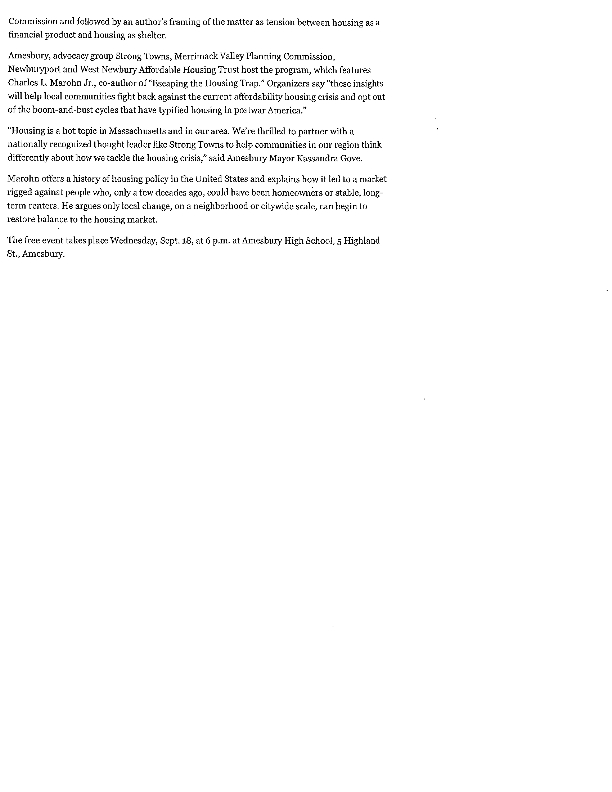 Commission and followed by an author's framing of the matter as tension between housing as a
financial product and housing as shelter.
Amesbury, advocacy group Strong Towns, Merrimack Valley Planning Commission,
Newburyport and West Newbury Affordable Housing Trust host the program, which features
Charles L. Marohn Jr., co-author of "Escaping the Housing Trap." Organizers say "these insights
will help local communities fight back against the current affordability housing crisis and opt out
of the boom-and-bust cycles that have typified housing in postwar America."
"Housing is a hot topic in Massachusetts and in our area. We're thrilled to partner with a
nationally recognized thought leader like Strong Towns to help communities in our region think
differently about how we tackle the housing crisis," said Amesbury Mayor Kassandra Gove.
Marohn offers a history of housing policy in the United States and explains how it led to a market
rigged against people who, only a few decades ago, could have been homeowners or stable, long-
term renters. He argues only local change, on a neighborhood or citywide scale, can begin to
restore balance to the housing market.
The free event takes place Wednesday, Sept. 18, at 6 p.m. at Amesbury High School, 5 Highland
St., Amesbury.